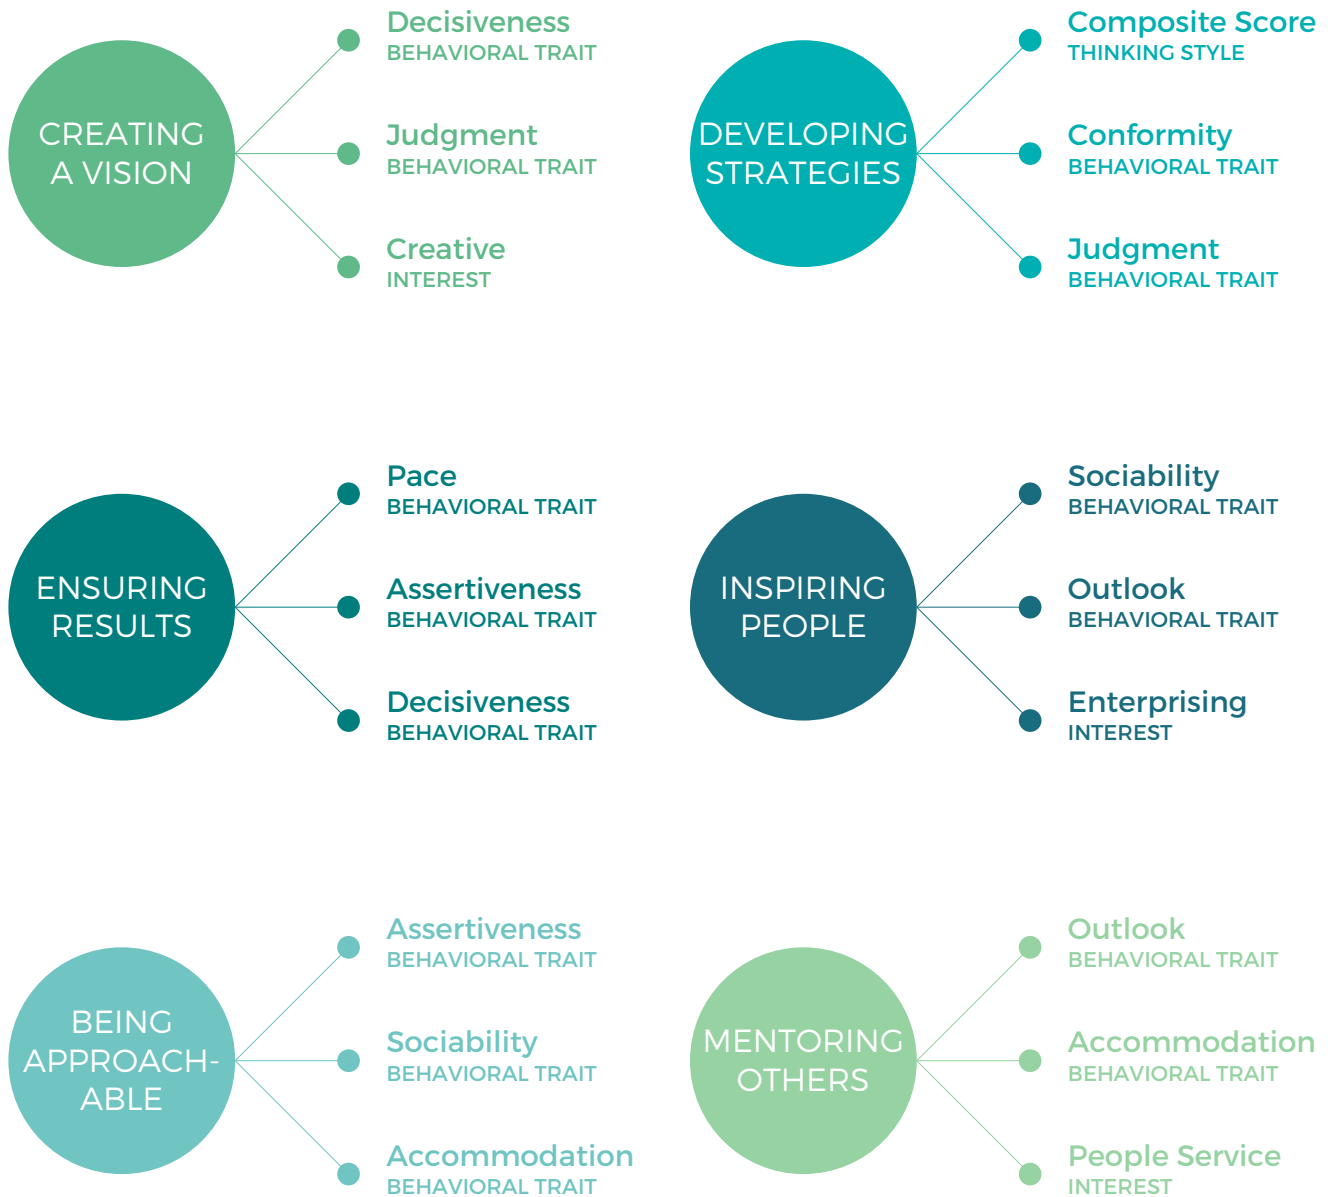 CREATING
A VISION
Decisiveness
BEHAVIORAL TRAIT
Judgment
BEHAVIORAL TRAIT
Creative
INTEREST
DEVELOPING
STRATEGIES
Composite Score
THINKING STYLE
Conformity
BEHAVIORAL TRAIT
Judgment
BEHAVIORAL TRAIT
ENSURING
RESULTS
Pace
BEHAVIORAL TRAIT
Assertiveness
BEHAVIORAL TRAIT
Decisiveness
BEHAVIORAL TRAIT
INSPIRING
PEOPLE
Sociability
BEHAVIORAL TRAIT
Outlook
BEHAVIORAL TRAIT
Enterprising
INTEREST
BEING
APPROACH-
ABLE
Assertiveness
BEHAVIORAL TRAIT
Sociability
BEHAVIORAL TRAIT
Accommodation
BEHAVIORAL TRAIT
MENTORING
OTHERS
Outlook
BEHAVIORAL TRAIT
Accommodation
BEHAVIORAL TRAIT
People Service
INTEREST